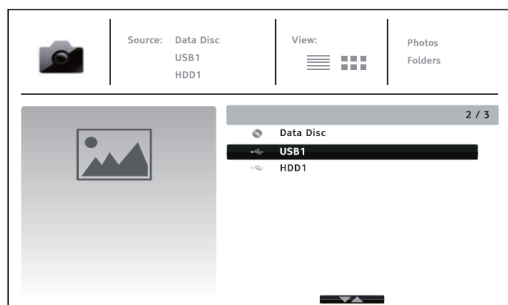 Source: Data Disc
USB1
HDD1
View:
Photos
Folders
2 / 3
Data Disc
USB1
HDD1